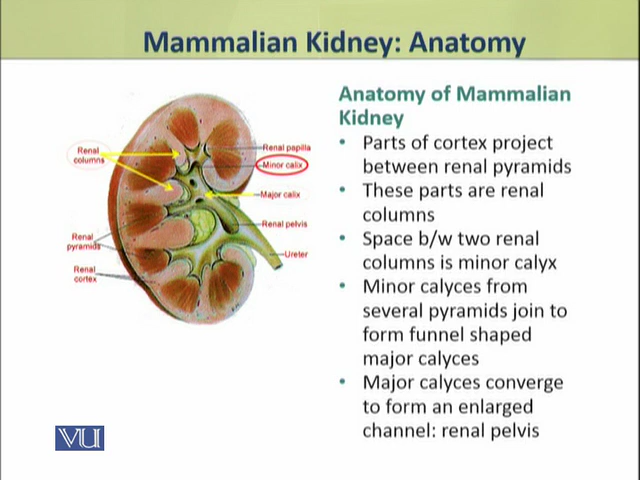 Mammalian Kidney: Anatomy
Renal
columns
Renal
pyramids
Renal
cortex
Renal papilla
Minor calix
Major calix
Renal pelvis
Ureter
Anatomy of Mammalian
Kidney
• Parts of cortex project
between renal pyramids
• These parts are renal
columns
• Space b/w two renal
columns is minor calyx
• Minor calyces from
several pyramids join to
form funnel shaped
major calyces
• Major calyces converge
to form an enlarged
channel: renal pelvis
VU